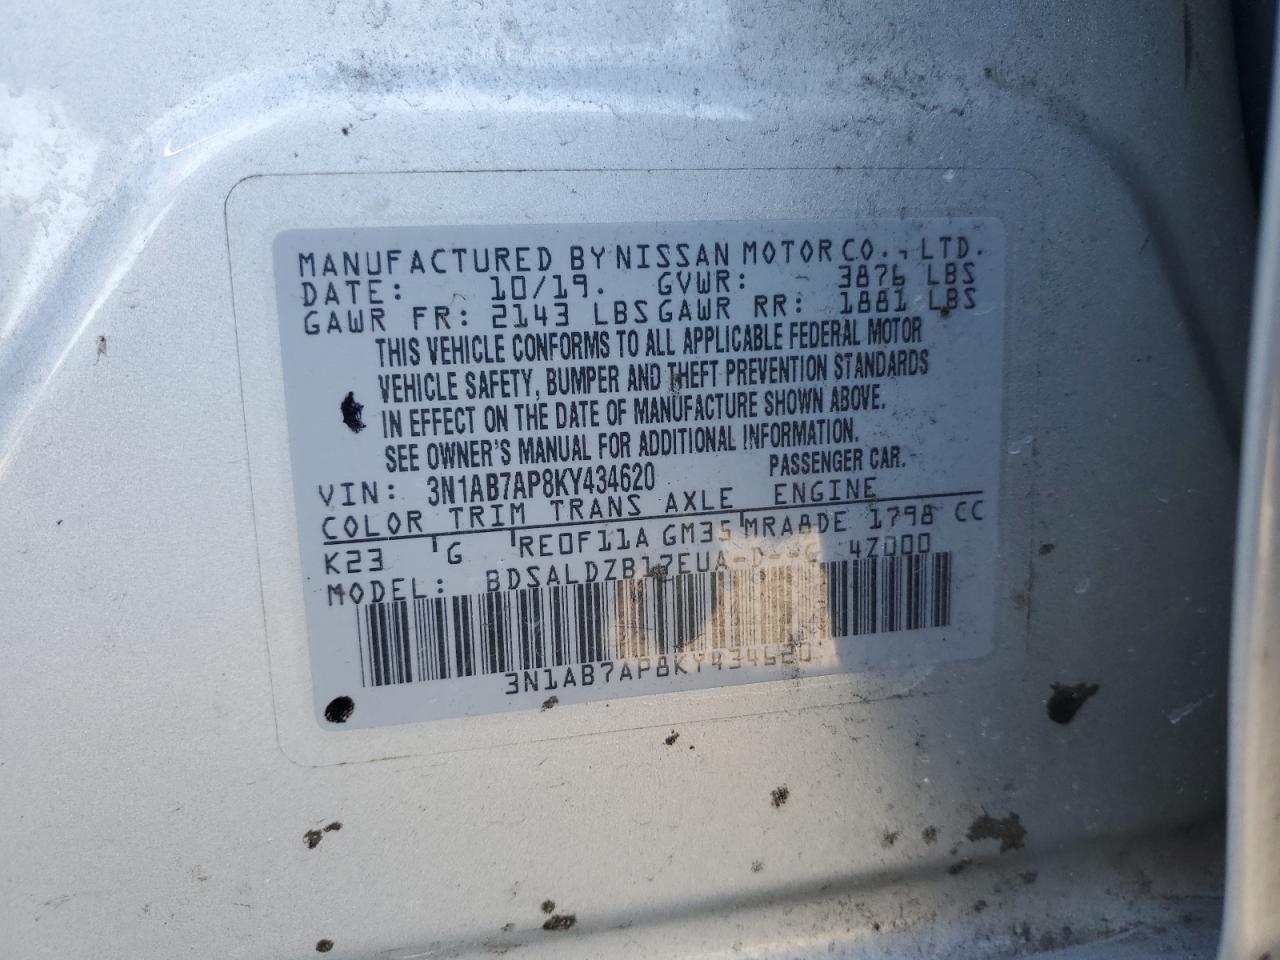 MANUFACTURED BY NISSAN MOTOR CO., LTD.
DATE: 10/19. GVWR: 3876 LBS
GAWR FR: 2143 LBS GAWR RR: 1881 LBS
THIS VEHICLE CONFORMS TO ALL APPLICABLE FEDERAL MOTOR
VEHICLE SAFETY, BUMPER AND THEFT PREVENTION STANDARDS
IN EFFECT ON THE DATE OF MANUFACTURE SHOWN ABOVE.
SEE OWNER'S MANUAL FOR ADDITIONAL INFORMATION.
VIN: 3N1AB7AP8KY434620 PASSENGER CAR.
COLOR TRIM TRANS AXLE ENGINE
K23 G RE0F11A GM35 MRA8DE 1798 CC
MODEL: BDSALDZB17EUA-D--C 4Z000
3N1AB7AP8KY434620